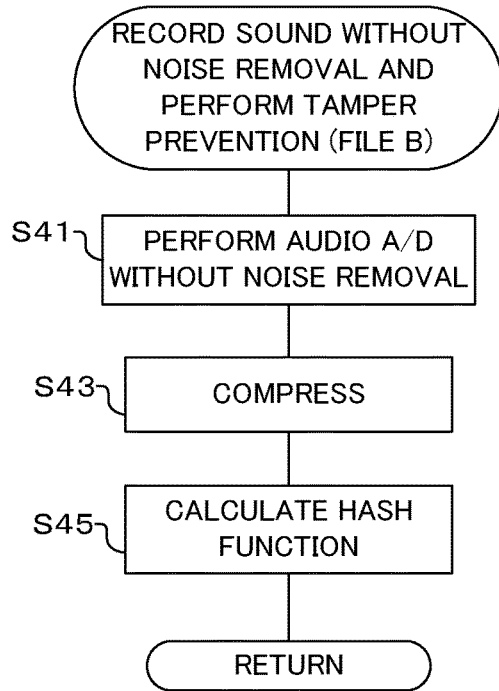 RECORD SOUND WITHOUT
NOISE REMOVAL AND
PERFORM TAMPER
PREVENTION (FILE B)
S41
PERFORM AUDIO A/D
WITHOUT NOISE REMOVAL
S43
COMPRESS
S45
CALCULATE HASH
FUNCTION
RETURN